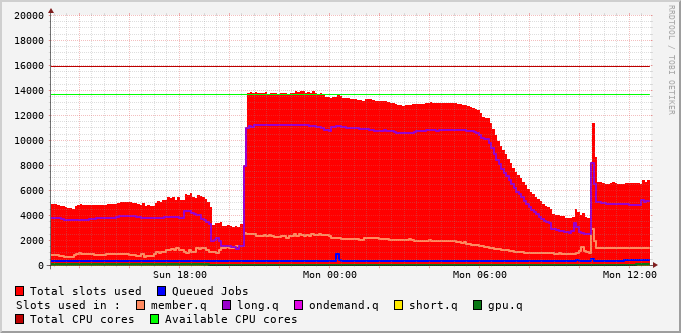 20000
18000
16000
14000
12000
10000
8000
6000
4000
2000
0
Sun 18:00 Mon 00:00 Mon 06:00 Mon 12:00
RRDTOOL / TOBI OETIKER
Total slots used Queued Jobs
Slots used in : member.q long.q ondemand.q short.q gpu.q
Total CPU cores Available CPU cores